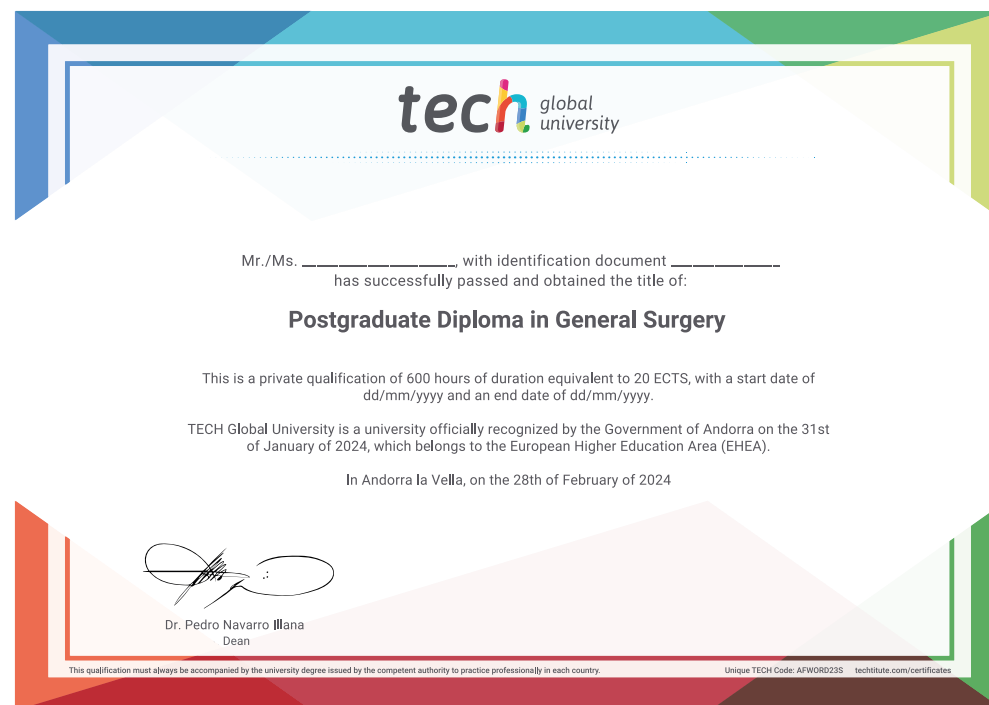 tech global university
Mr./Ms. ____________________, with identification document ______________
has successfully passed and obtained the title of:
Postgraduate Diploma in General Surgery
This is a private qualification of 600 hours of duration equivalent to 20 ECTS, with a start date of
dd/mm/yyyy and an end date of dd/mm/yyyy.
TECH Global University is a university officially recognized by the Government of Andorra on the 31st
of January of 2024, which belongs to the European Higher Education Area (EHEA).
In Andorra la Vella, on the 28th of February of 2024
Dr. Pedro Navarro Illana
Dean
This qualification must always be accompanied by the university degree issued by the competent authority to practice professionally in each country. Unique TECH Code: AFWORD23S techtitute.com/certificates